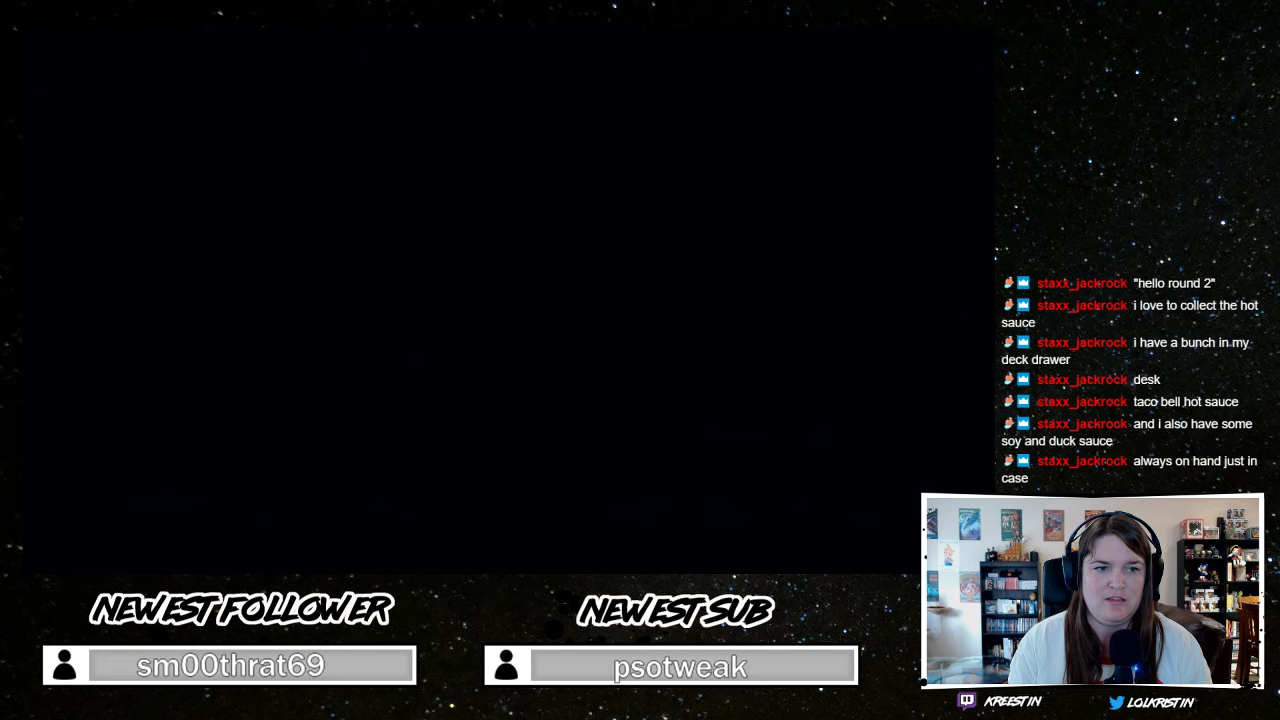 staxx_jackrock "hello round 2"
staxx_jackrock i love to collect the hot
sauce
staxx_jackrock i have a bunch in my
deck drawer
staxx_jackrock desk
staxx_jackrock taco bell hot sauce
staxx_jackrock and i also have some
soy and duck sauce
staxx_jackrock always on hand just in
case
NEWEST FOLLOWER
NEWEST SUB
sm00thrat69
psotweak
KREESTIN
LOLKRISTIN